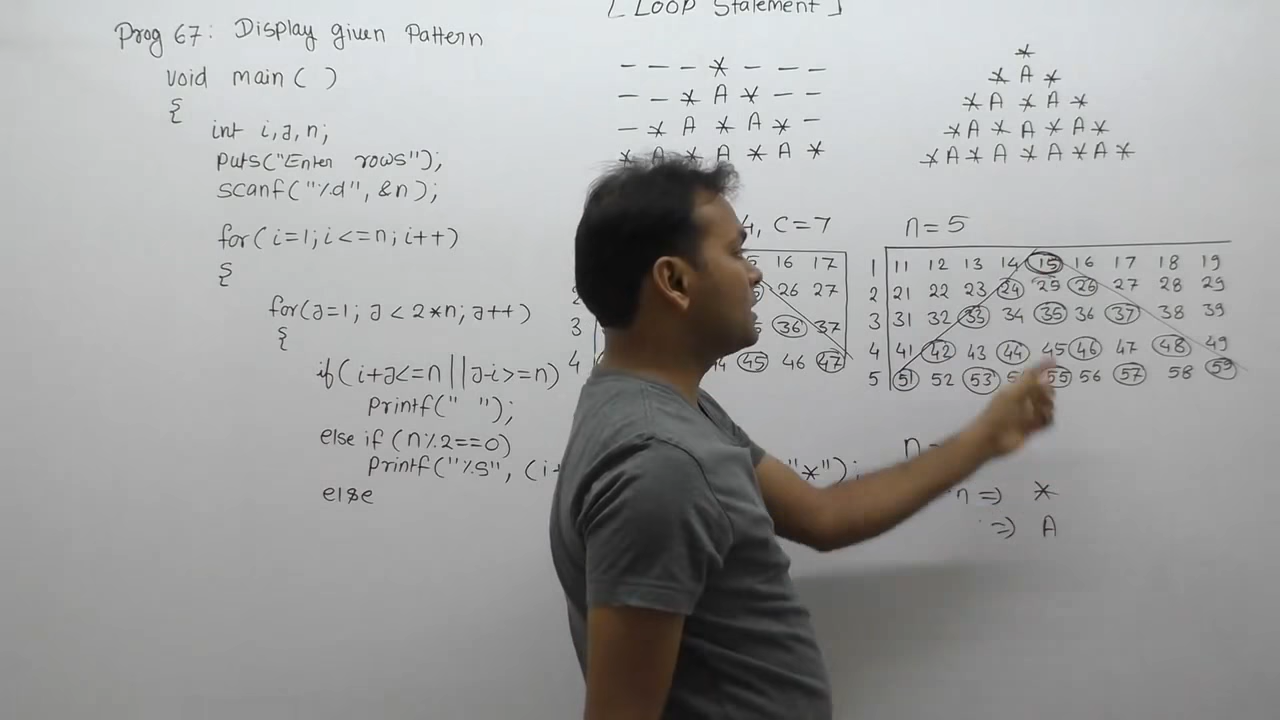 [ Loop Statement ]
Prog 67: Display given Pattern
void main( )
{
int i,J,n;
puts("Enter rows");
scanf("%d", &n);
for(i=1;i<=n;i++)
{
for(J=1; J < 2*n; J++)
{
if(i+J<=n||J-i>=n)
Printf(" ");
else if (n%2==0)
Printf("%s", (i+
"*");
else
- - - * - - -
- - * A * - -
- * A * A * -
* A * A * A *
4, C=7
16 17
26 27
3 36 37
4 45 46 47
*
* A *
* A * A *
* A * A * A *
* A * A * A * A *
n=5
1 11 12 13 14 15 16 17 18 19
2 21 22 23 24 25 26 27 28 29
3 31 32 33 34 35 36 37 38 39
4 41 42 43 44 45 46 47 48 49
5 51 52 53 55 56 57 58 59
n=
n => *
=> A